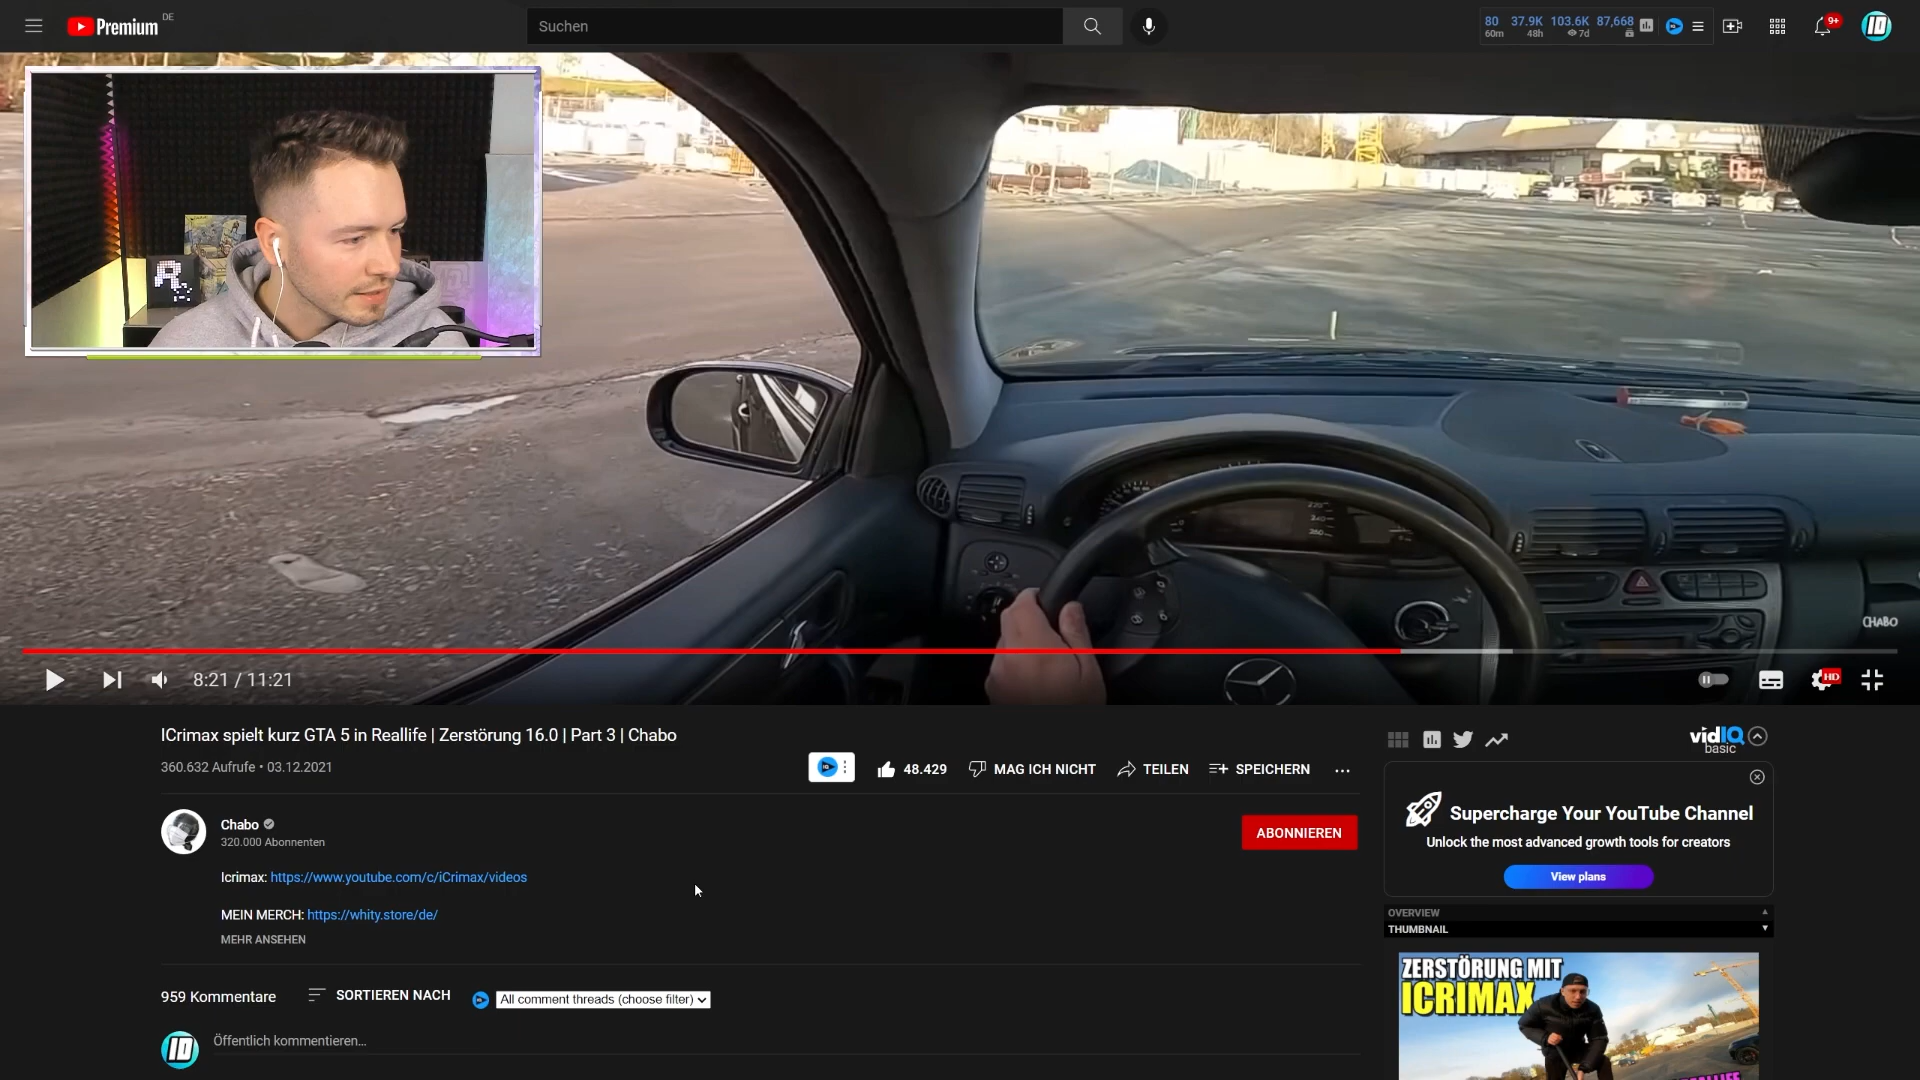 Premium DE
Suchen
80 37.9K 103.6K 87,668
60m 48h 7d
9+
CHABO
8:21 / 11:21
HD
ICrimax spielt kurz GTA 5 in Reallife | Zerstörung 16.0 | Part 3 | Chabo
360.632 Aufrufe • 03.12.2021
48.429 MAG ICH NICHT TEILEN SPEICHERN ...
vidIQ
basic
Chabo
320.000 Abonnenten
ABONNIEREN
Supercharge Your YouTube Channel
Unlock the most advanced growth tools for creators
View plans
Icrimax: https://www.youtube.com/c/iCrimax/videos
MEIN MERCH: https://whity.store/de/
MEHR ANSEHEN
OVERVIEW
THUMBNAIL
959 Kommentare SORTIEREN NACH All comment threads (choose filter)
Öffentlich kommentieren...
ZERSTÖRUNG MIT
ICRIMAX